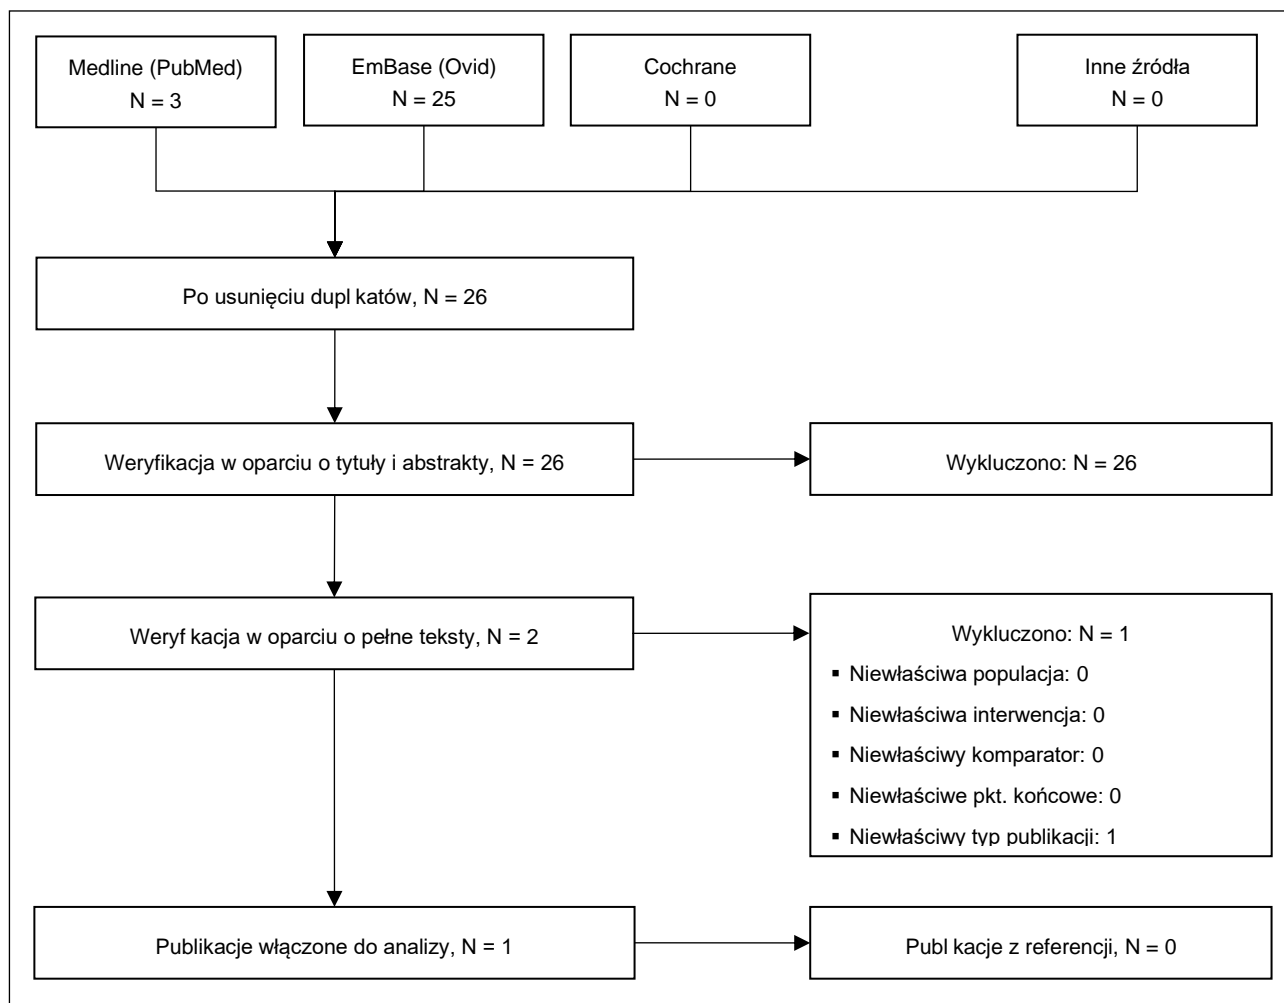 Medline (PubMed)
N = 3
EmBase (Ovid)
N = 25
Cochrane
N = 0
Inne źródła
N = 0
Po usunięciu dupl katów, N = 26
Weryfikacja w oparciu o tytuły i abstrakty, N = 26
Wykluczono: N = 26
Weryf kacja w oparciu o pełne teksty, N = 2
Wykluczono: N = 1
▪ Niewłaściwa populacja: 0
▪ Niewłaściwa interwencja: 0
▪ Niewłaściwy komparator: 0
▪ Niewłaściwe pkt. końcowe: 0
▪ Niewłaściwy typ publikacji: 1
Publikacje włączone do analizy, N = 1
Publ kacje z referencji, N = 0